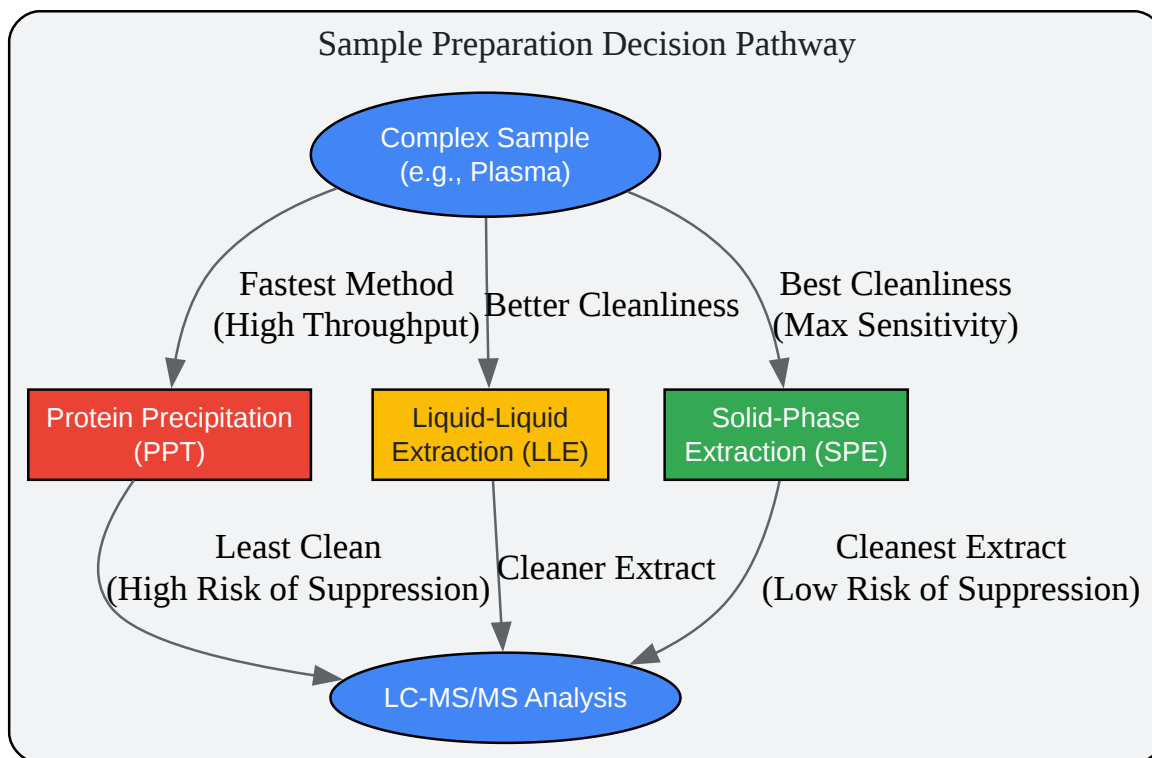 Sample Preparation Decision Pathway
Complex Sample
(e.g., Plasma)
Fastest Method
(High Throughput)
Better Cleanliness
Best Cleanliness
(Max Sensitivity)
Protein Precipitation
(PPT)
Liquid-Liquid
Extraction (LLE)
Solid-Phase
Extraction (SPE)
Least Clean
(High Risk of Suppression)
Cleaner Extract
Cleanest Extract
(Low Risk of Suppression)
LC-MS/MS Analysis